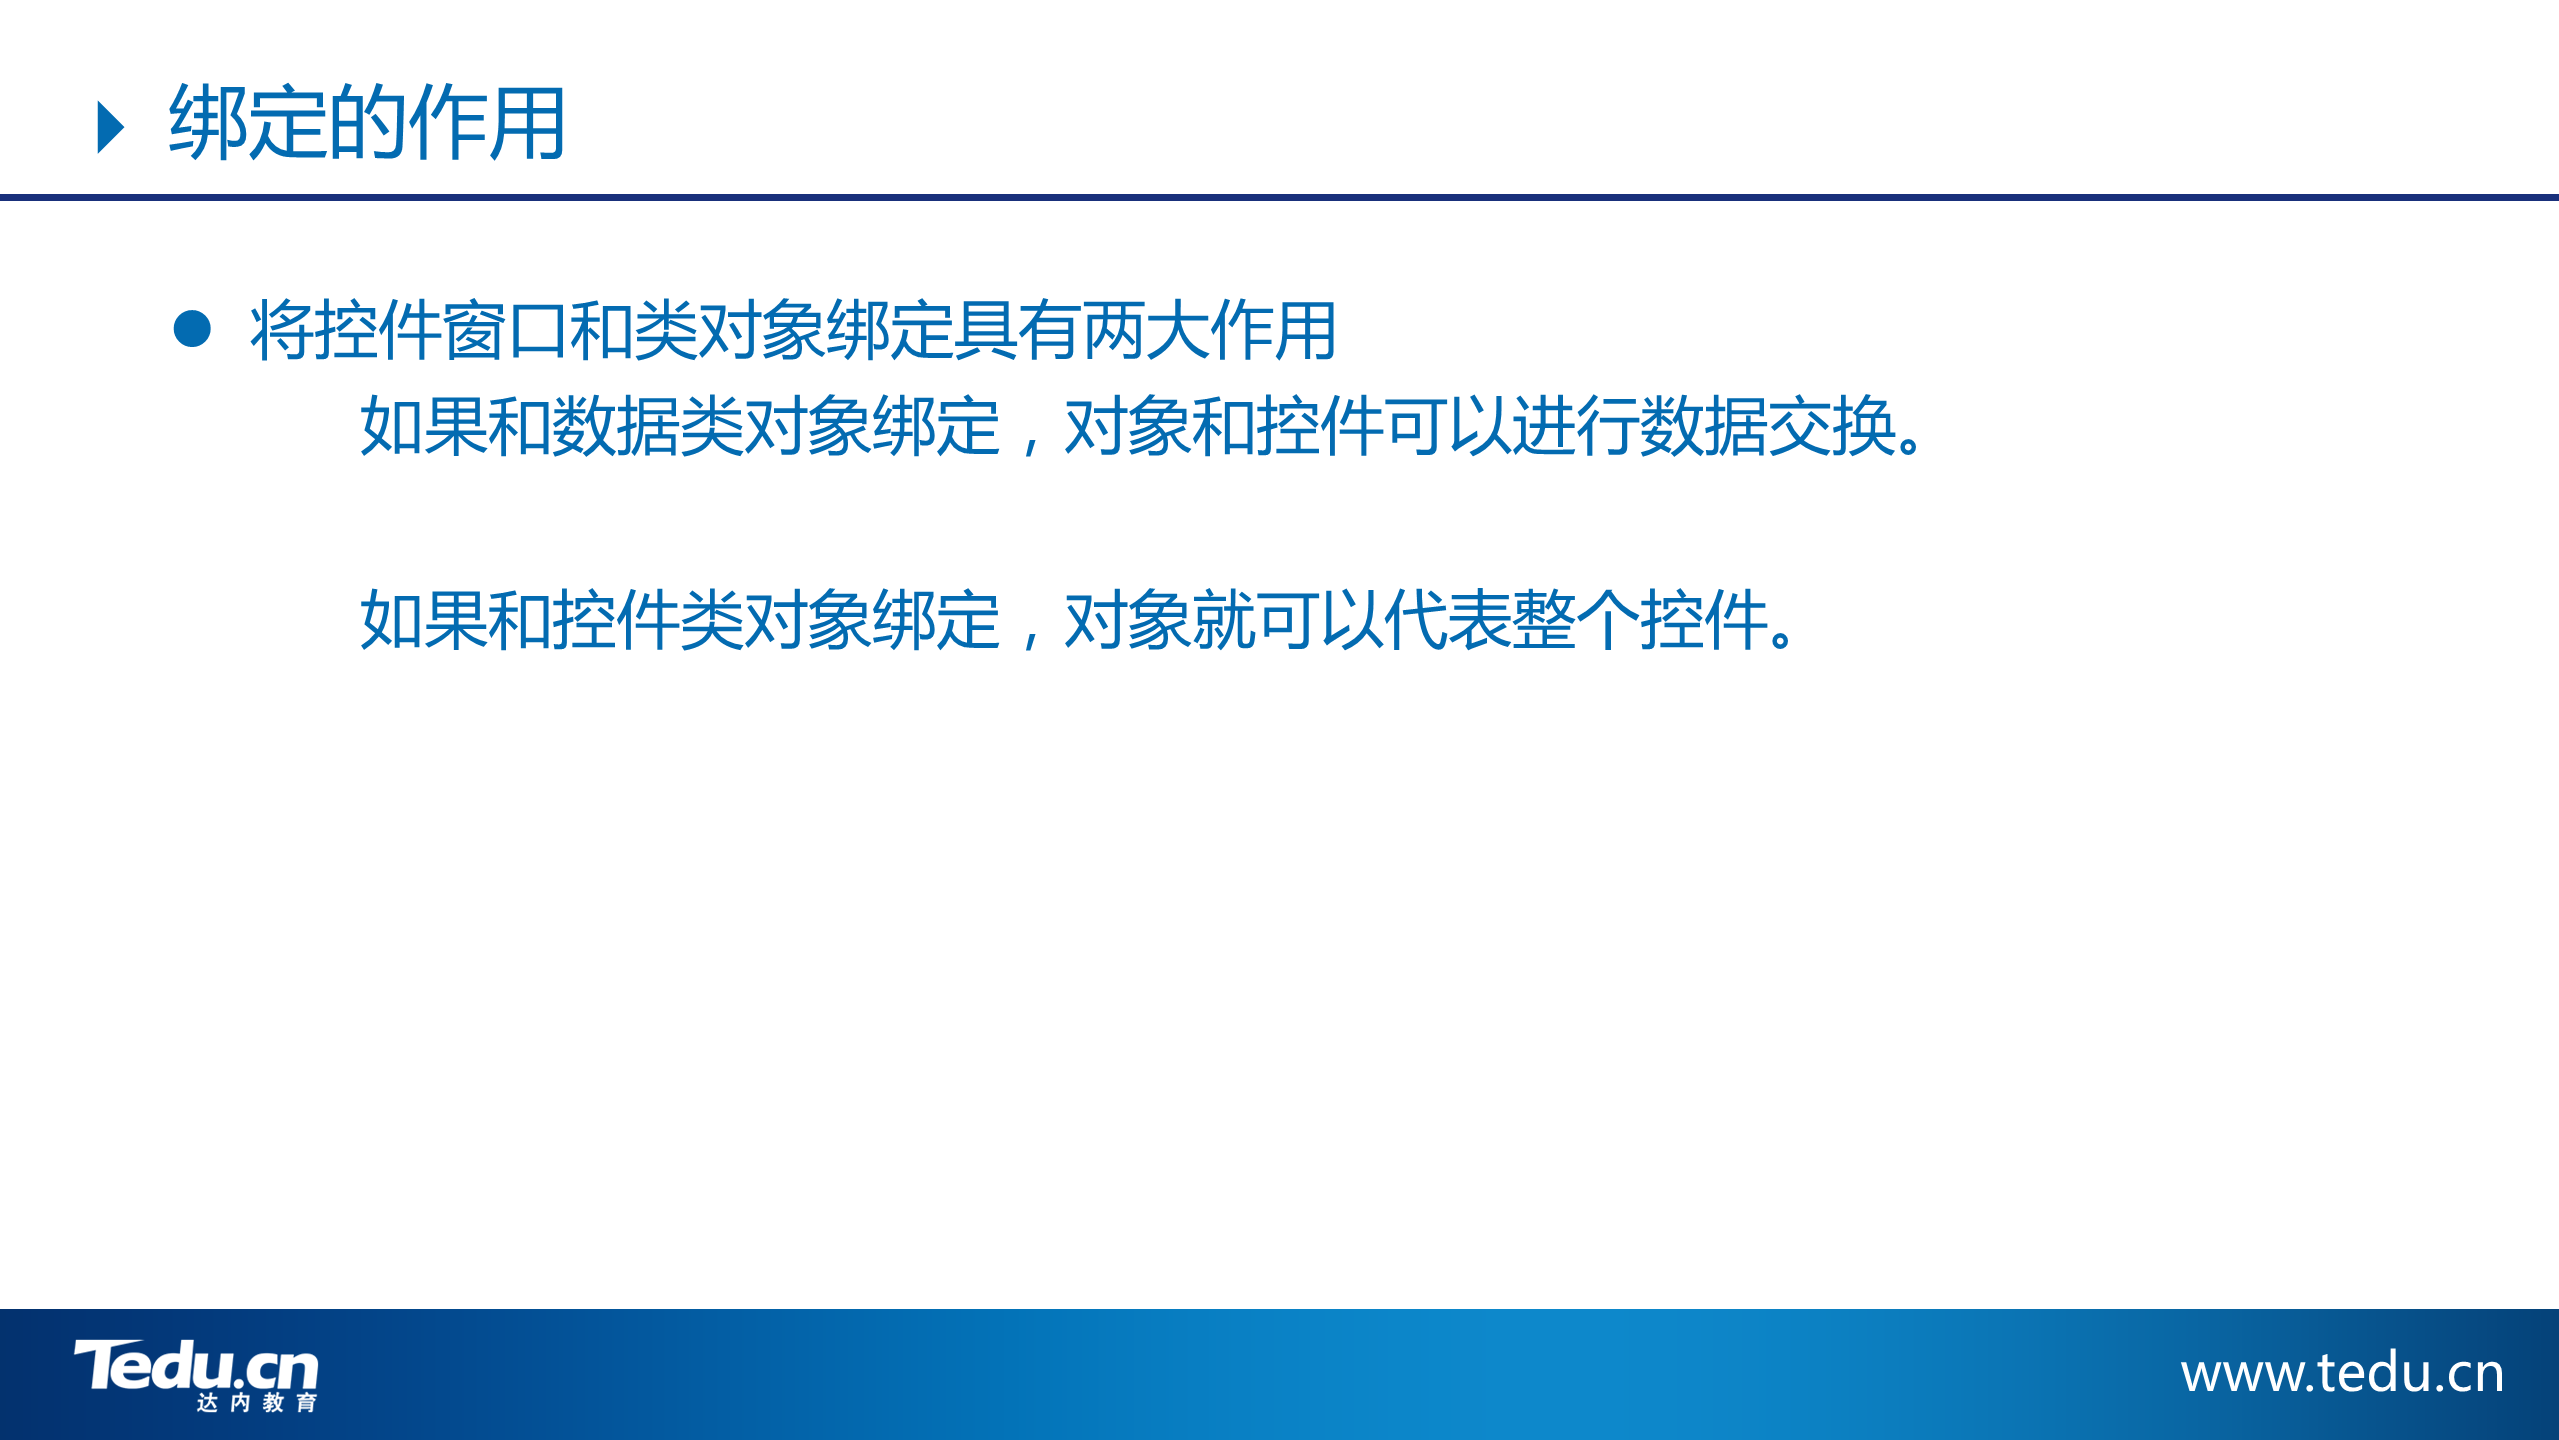 绑定的作用
将控件窗口和类对象绑定具有两大作用
如果和数据类对象绑定，对象和控件可以进行数据交换。
如果和控件类对象绑定，对象就可以代表整个控件。
Tedu.cn
达内教育
www.tedu.cn